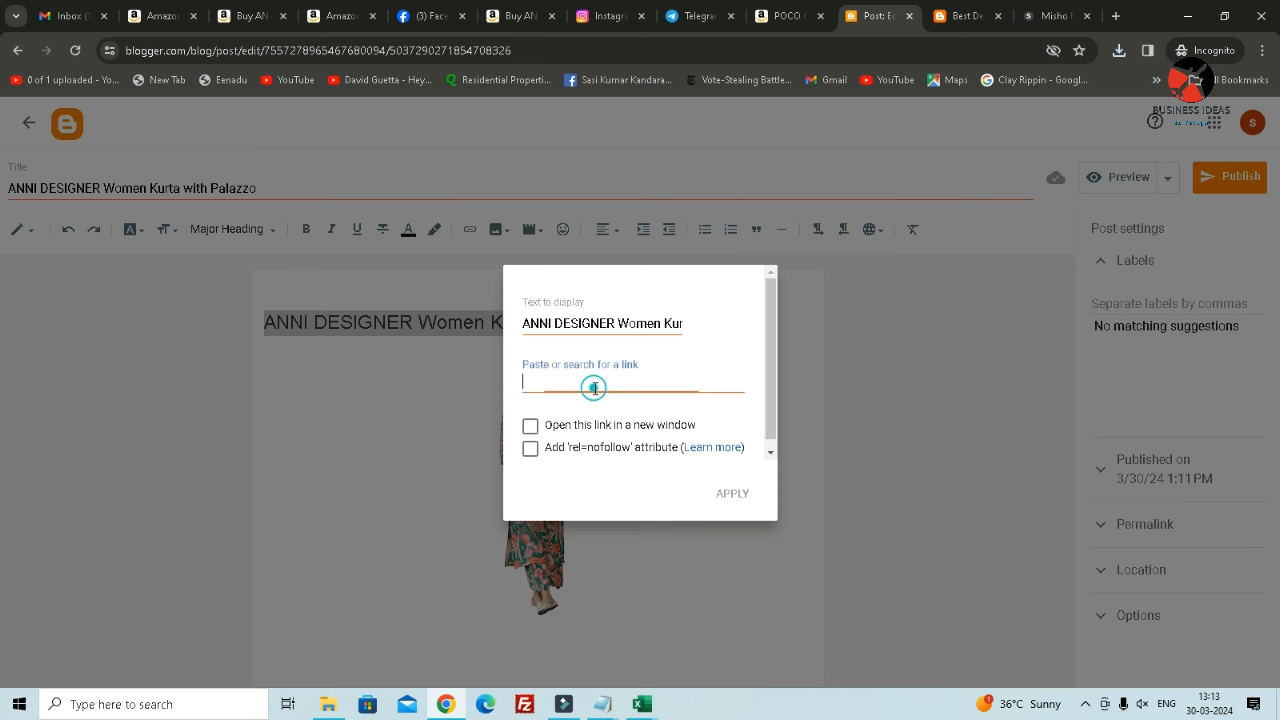 Inbox (
Amazor
Buy AN
Amazor
(3) Face
Buy AN
Instagra
Telegrar
POCO C
Post: E
Best De
Misho E
blogger.com/blog/post/edit/7557278965467680094/5037290271854708326
Incognito
0 of 1 uploaded - Yo...
New Tab
Eenadu
YouTube
David Guetta - Hey,...
Residential Properti...
Sasi Kumar Kandara...
Vote-Stealing Battle...
Gmail
YouTube
Maps
Clay Rippin - Googl...
ll Bookmarks
BUSINESS IDEAS
S
Title
ANNI DESIGNER Women Kurta with Palazzo
Preview
Publish
Major Heading
B
I
U
A
Post settings
Labels
Separate labels by commas
No matching suggestions
ANNI DESIGNER Women K
Text to display
ANNI DESIGNER Women Kur
Paste or search for a link
Open this link in a new window
Add 'rel=nofollow' attribute (Learn more)
APPLY
Published on
3/30/24 1:11 PM
Permalink
Location
Options
Type here to search
36°C Sunny
ENG
13:13
30-03-2024